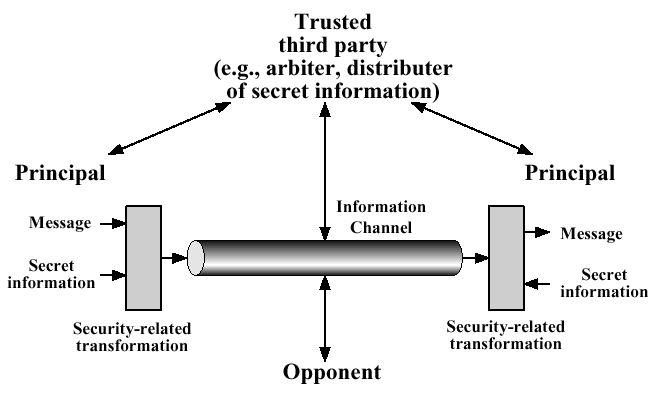 Trusted
third party
(e.g., arbiter, distributer
of secret information)
Principal
Principal
Message
Secret
information
Security-related
transformation
Information
Channel
Message
Secret
information
Security-related
transformation
Opponent